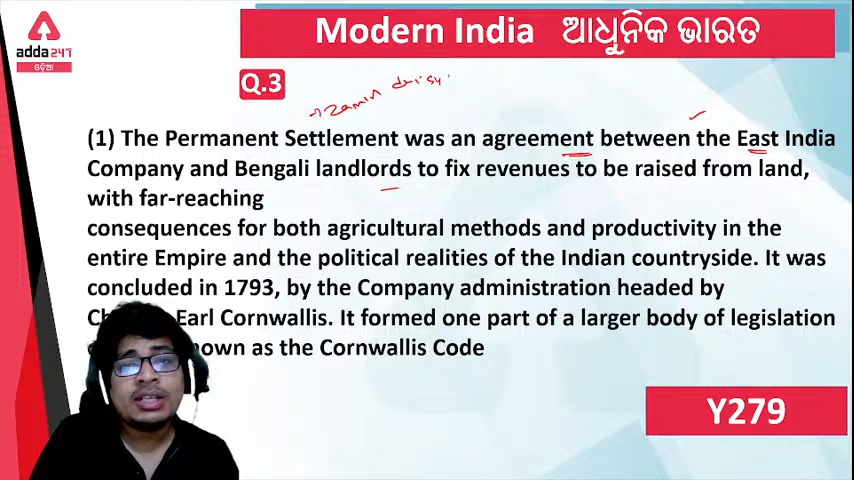 Modern India ଆଧୁନିକ ଭାରତ
adda247
ଓଡ଼ିଆ
Q.3
(1) The Permanent Settlement was an agreement between the East India
Company and Bengali landlords to fix revenues to be raised from land,
with far-reaching
consequences for both agricultural methods and productivity in the
entire Empire and the political realities of the Indian countryside. It was
concluded in 1793, by the Company administration headed by
Earl Cornwallis. It formed one part of a larger body of legislation
as the Cornwallis Code
Y279